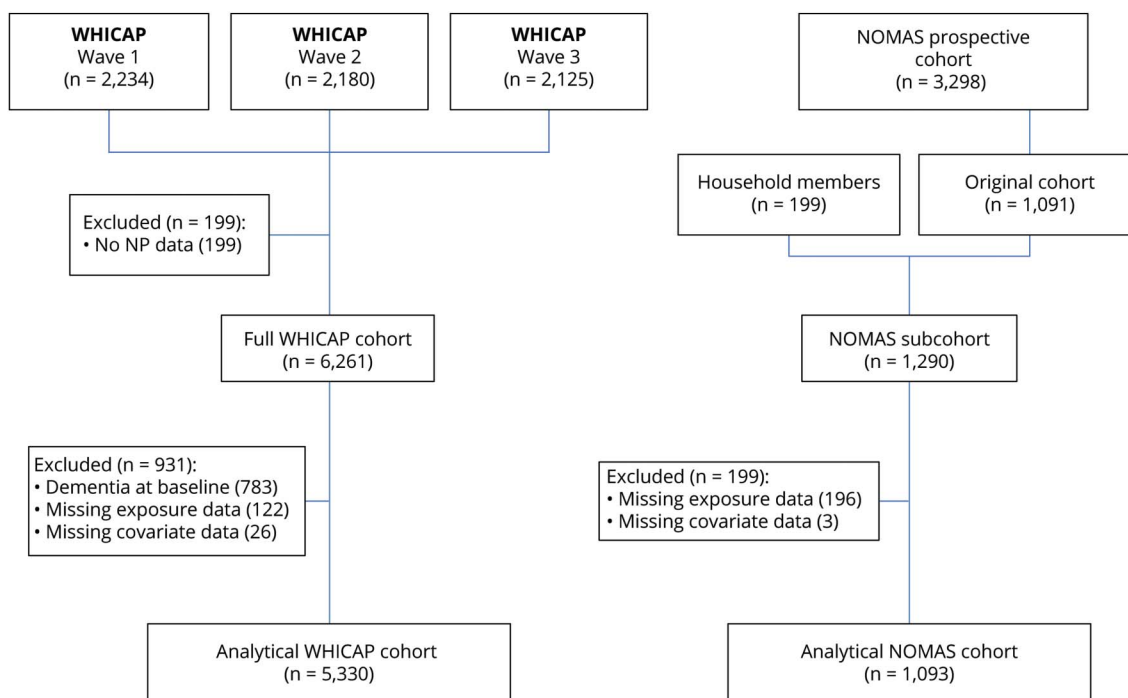 WHICAP
Wave 1
(n = 2,234)
WHICAP
Wave 2
(n = 2,180)
WHICAP
Wave 3
(n = 2,125)
Excluded (n = 199):
• No NP data (199)
Full WHICAP cohort
(n = 6,261)
Excluded (n = 931):
• Dementia at baseline (783)
• Missing exposure data (122)
• Missing covariate data (26)
Analytical WHICAP cohort
(n = 5,330)
NOMAS prospective
cohort
(n = 3,298)
Household members
(n = 199)
Original cohort
(n = 1,091)
NOMAS subcohort
(n = 1,290)
Excluded (n = 199):
• Missing exposure data (196)
• Missing covariate data (3)
Analytical NOMAS cohort
(n = 1,093)